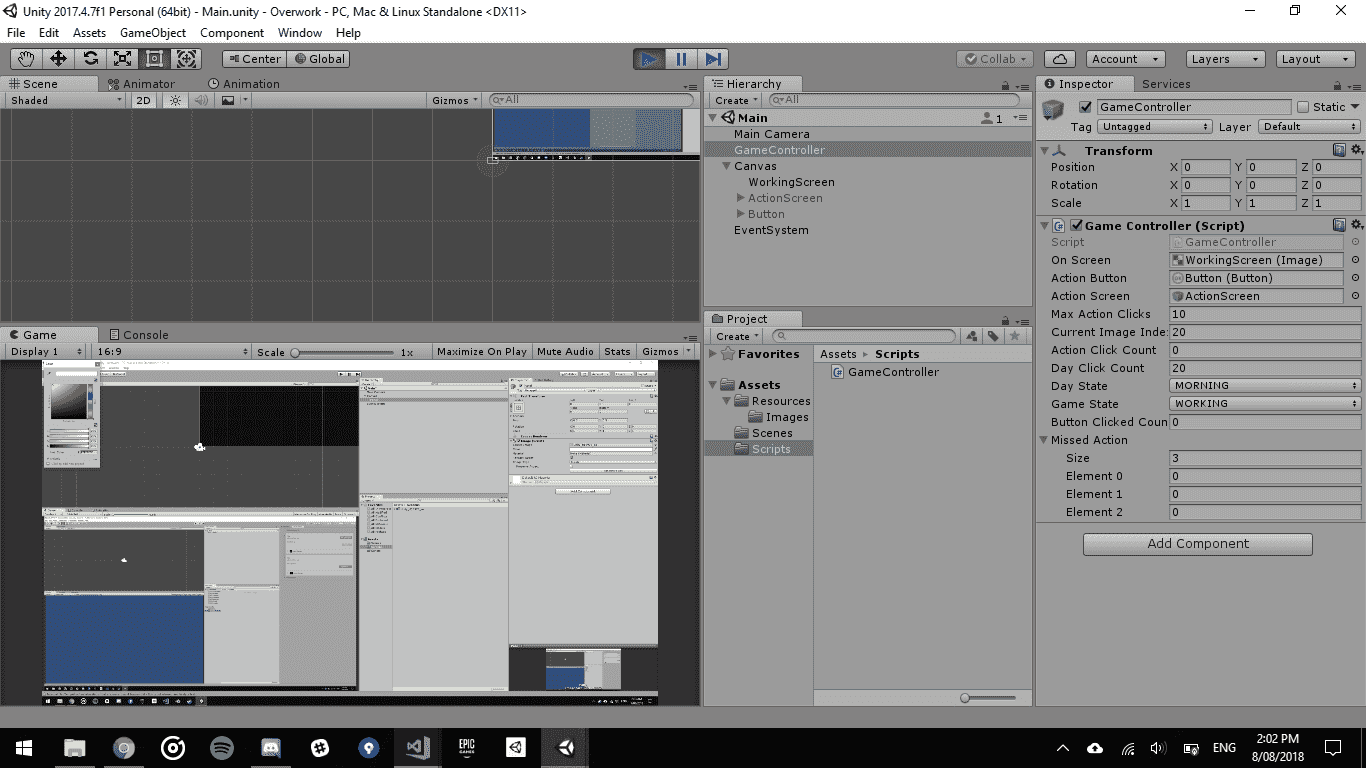 Unity 2017.4.7f1 Personal (64bit) - Main.unity - Overwork - PC, Mac & Linux Standalone <DX11>
File Edit Assets GameObject Component Window Help
Center Global Collab Account Layers Layout
Scene Animator Animation
Shaded 2D Gizmos All
Hierarchy
Create All
Main 1
Main Camera
GameController
Canvas
WorkingScreen
ActionScreen
Button
EventSystem
Inspector Services
GameController Static
Tag Untagged Layer Default
Transform
Position X 0 Y 0 Z 0
Rotation X 0 Y 0 Z 0
Scale X 1 Y 1 Z 1
Game Controller (Script)
Script GameController
On Screen WorkingScreen (Image)
Action Button Button (Button)
Action Screen ActionScreen
Max Action Clicks 10
Current Image Inde: 20
Action Click Count 0
Day Click Count 20
Day State MORNING
Game State WORKING
Button Clicked Coun 0
Missed Action
Size 3
Element 0 0
Element 1 0
Element 2 0
Add Component
Game Console
Display 1 16:9 Scale 1x Maximize On Play Mute Audio Stats Gizmos
Project
Create
Favorites
Assets
Resources
Images
Scenes
Scripts
Assets Scripts
GameController
EPIC GAMES
ENG
2:02 PM
8/08/2018